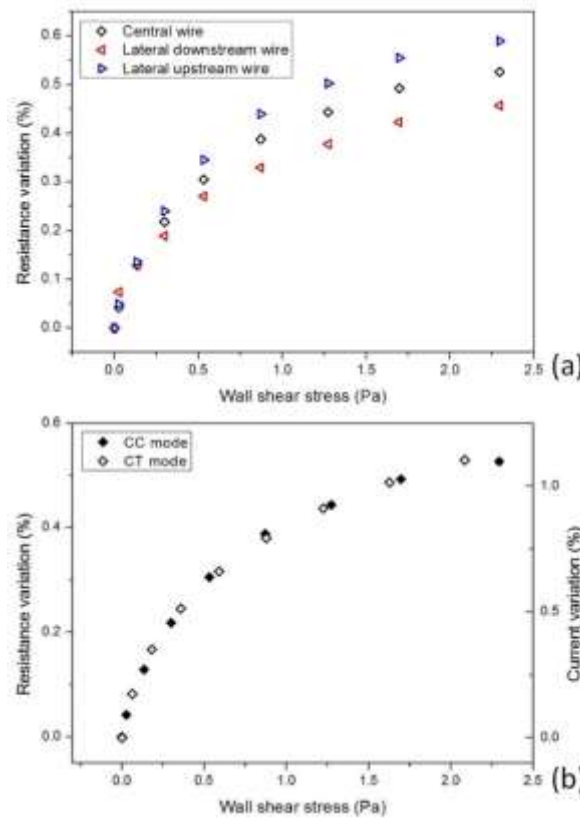 Central wire
Lateral downstream wire
Lateral upstream wire
0.6
0.5
0.4
0.3
0.2
0.1
0.0
Resistance variation (%)
0.0 0.5 1.0 1.5 2.0 2.5
Wall shear stress (Pa)
(a)
CC mode
CT mode
0.6
0.4
0.2
0.0
Resistance variation (%)
1.0
0.5
0.0
Current variation (%)
0.0 0.5 1.0 1.5 2.0 2.5
Wall shear stress (Pa)
(b)